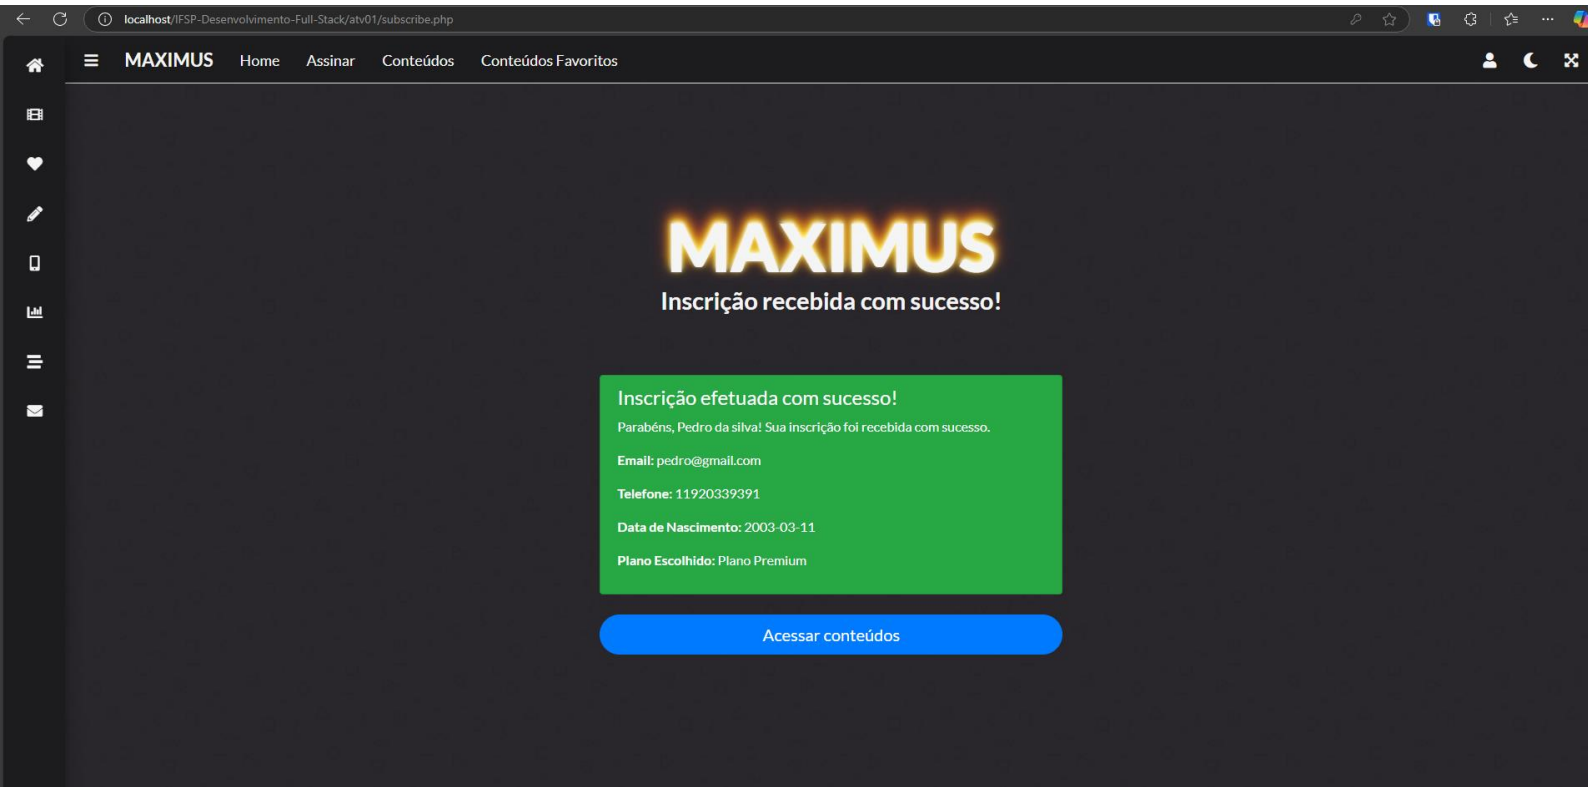 localhost/IFSP-Desenvolvimento-Full-Stack/atv01/subscribe.php
MAXIMUS Home Assinar Conteúdos Conteúdos Favoritos
MAXIMUS
Inscrição recebida com sucesso!
Inscrição efetuada com sucesso!
Parabéns, Pedro da silva! Sua inscrição foi recebida com sucesso.
Email: pedro@gmail.com
Telefone: 11920339391
Data de Nascimento: 2003-03-11
Plano Escolhido: Plano Premium
Acessar conteúdos